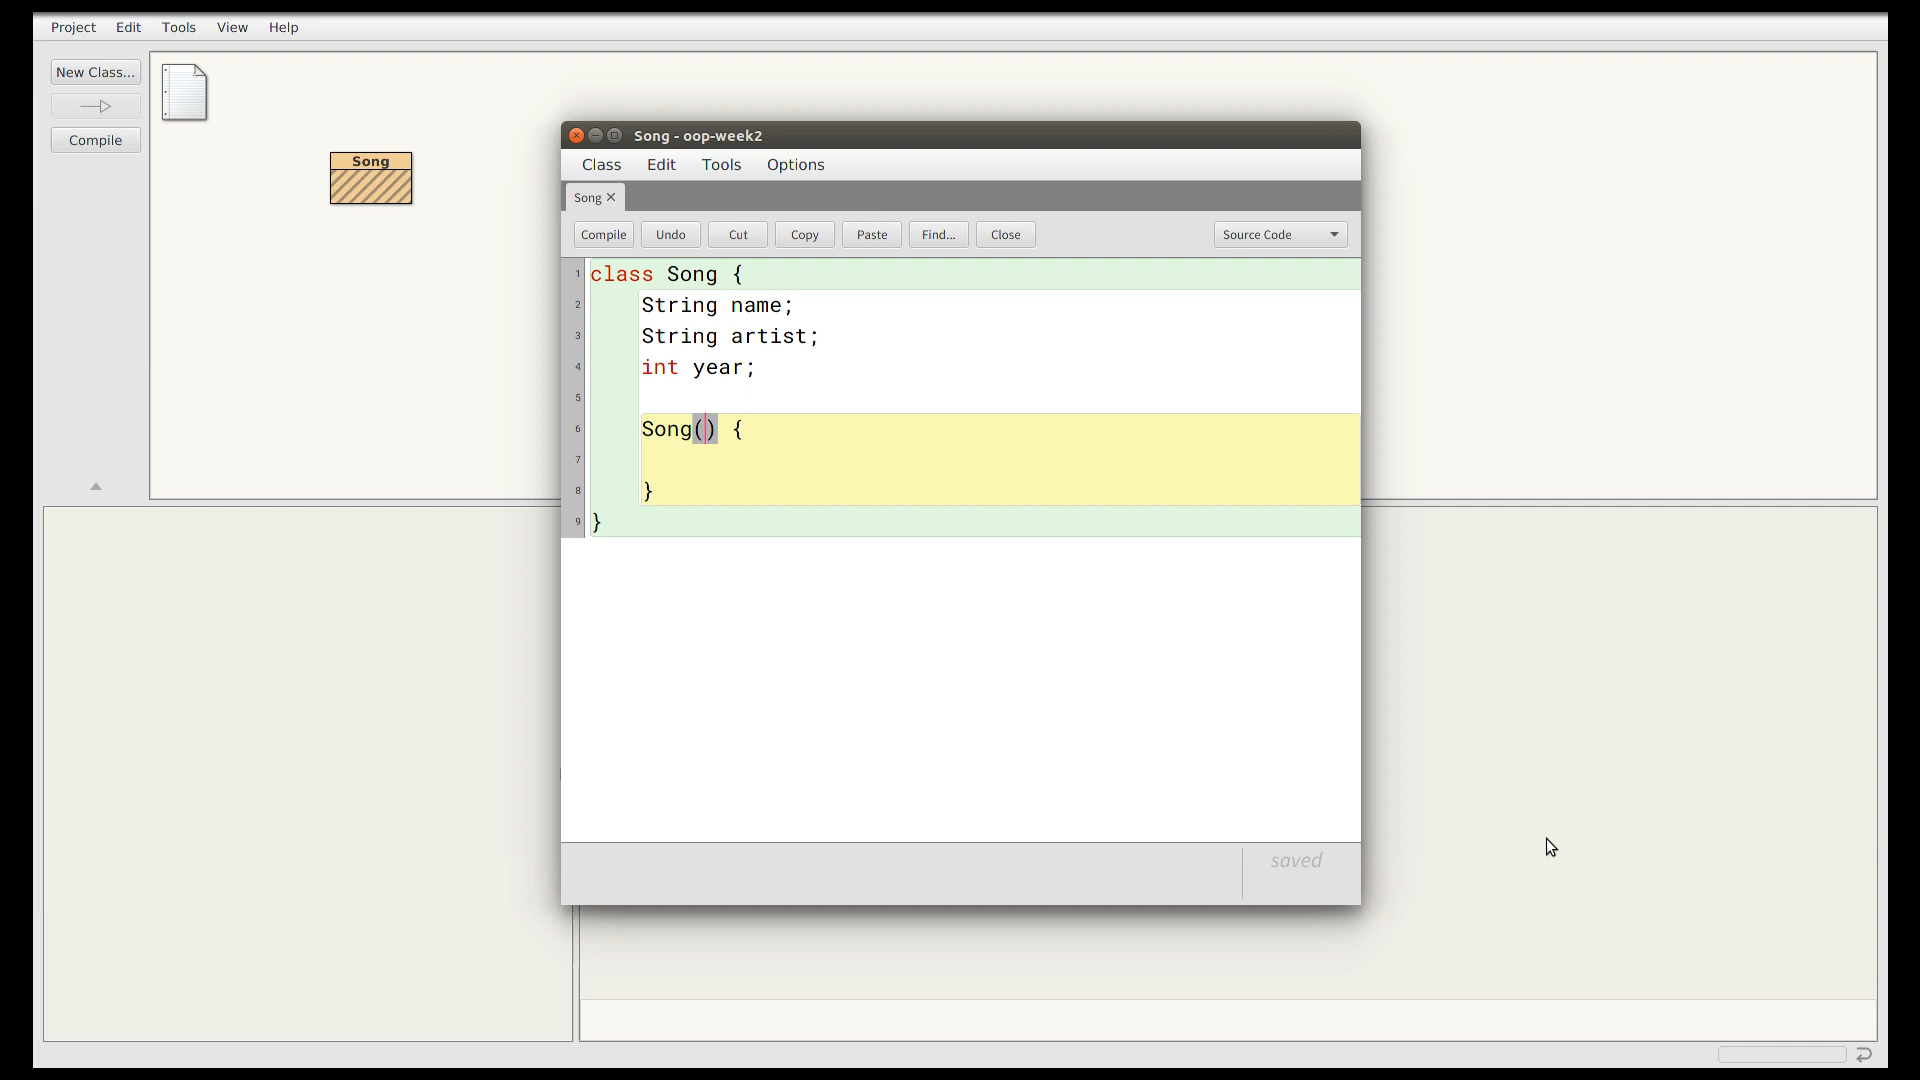 Project Edit Tools View Help
New Class...
Compile
Song
Song - oop-week2
Class Edit Tools Options
Song
Compile Undo Cut Copy Paste Find... Close Source Code
1 class Song {
2 String name;
3 String artist;
4 int year;
5
6 Song() {
7
8 }
9 }
saved